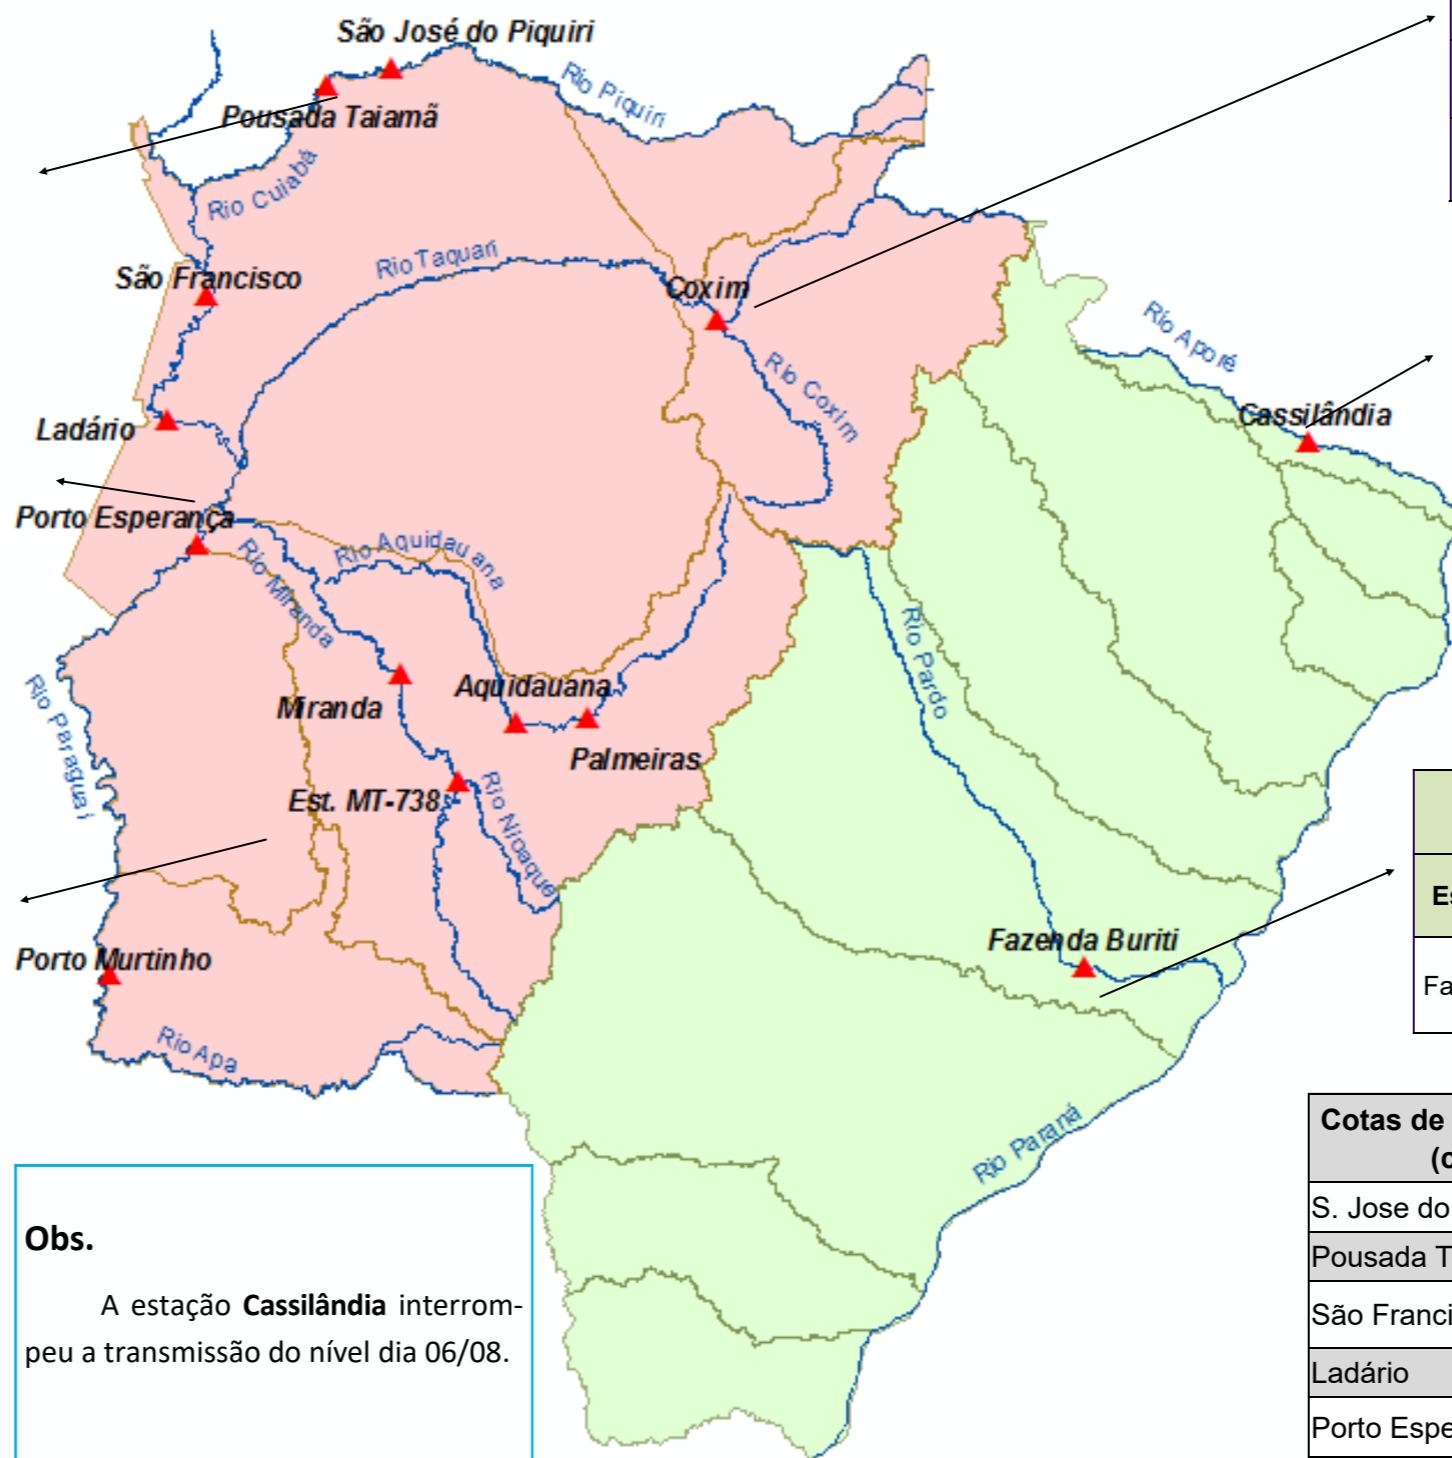 São José do Piquiri
Rio Piquiri
Pousada Taiamã
Rio Cuiabá
Rio Taquari
São Francisco
Coxim
Rio Aporé
Rio Coxim
Cassilândia
Ladário
Porto Esperança
Rio Aquidauana
Rio Miranda
Rio Pardo
Aquidauana
Miranda
Rio Paraguai
Palmeiras
Est. MT-738
Rio Nioaque
Es
Fazenda Buriti
Porto Murtinho
Fa
Rio Apa
Rio Paraná
Cotas de
(c
S. Jose do
Pousada T
São Franci
Ladário
Porto Espe
Obs.
A estação Cassilândia interrom-
peu a transmissão do nível dia 06/08.